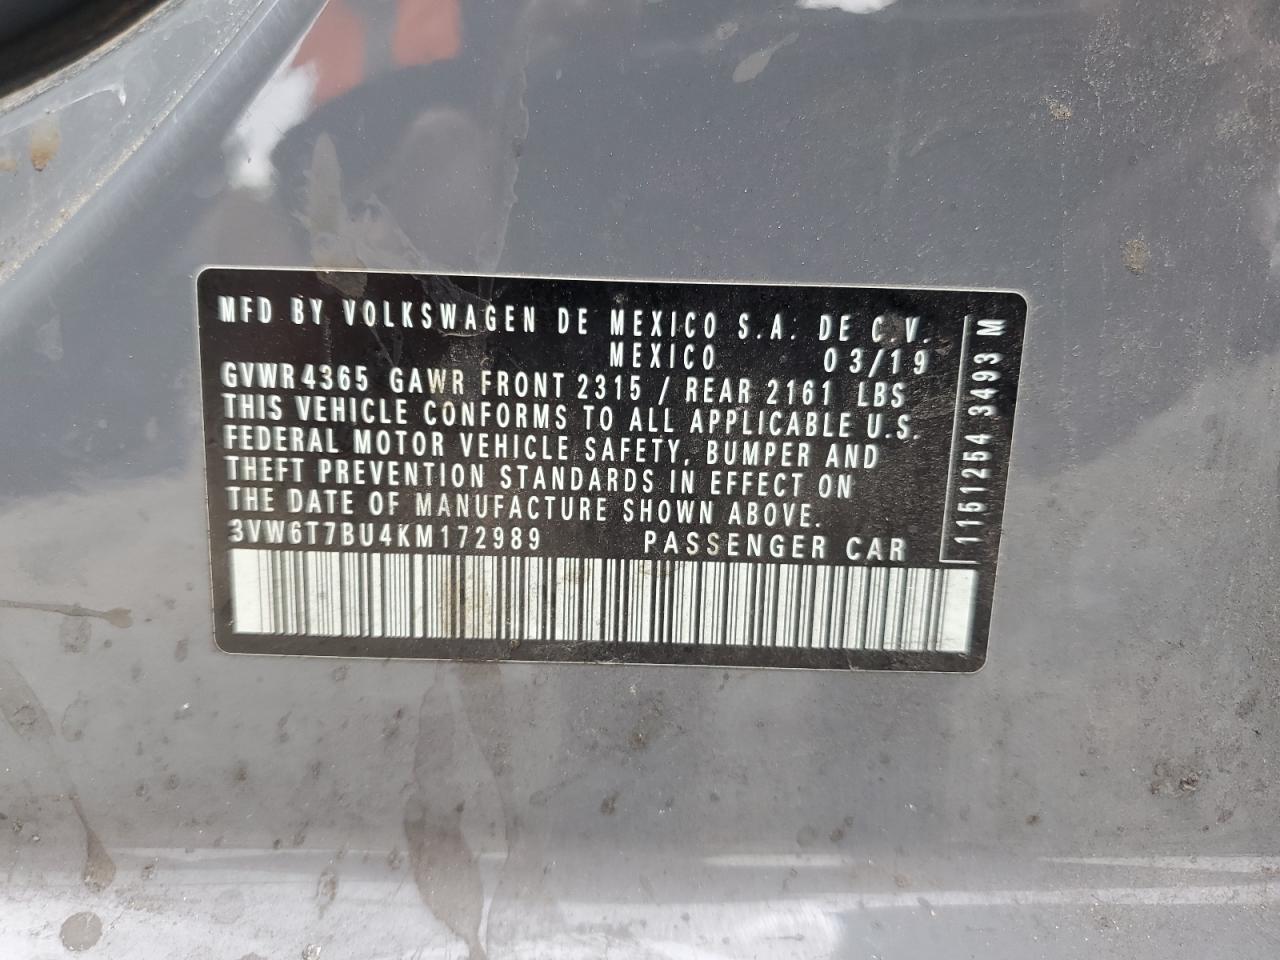 MFD BY VOLKSWAGEN DE MEXICO S.A. DE C.V.
MEXICO 03/19
GVWR 4365 GAWR FRONT 2315 / REAR 2161 LBS
THIS VEHICLE CONFORMS TO ALL APPLICABLE U.S.
FEDERAL MOTOR VEHICLE SAFETY, BUMPER AND
THEFT PREVENTION STANDARDS IN EFFECT ON
THE DATE OF MANUFACTURE SHOWN ABOVE.
3VW6T7BU4KM172989 PASSENGER CAR
1151254 3493 M